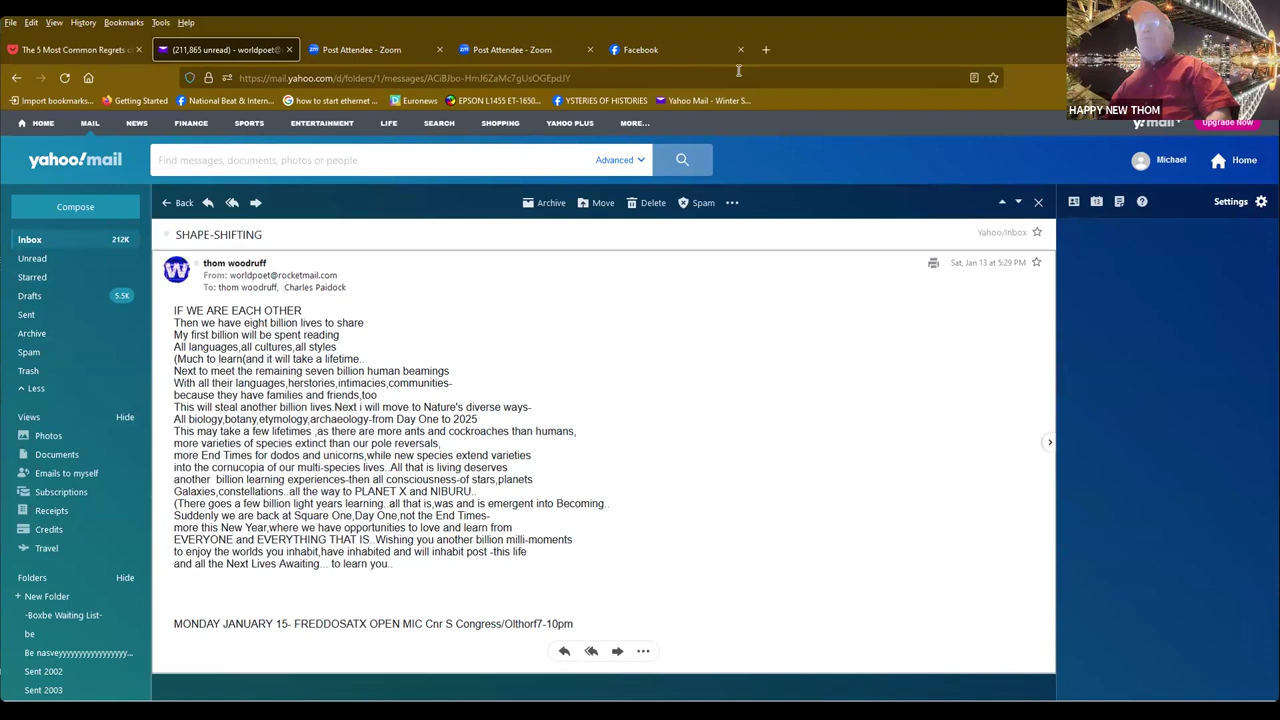 File Edit View History Bookmarks Tools Help
The 5 Most Common Regrets
(211,865 unread) - worldpoet@
Post Attendee - Zoom
Post Attendee - Zoom
Facebook
https://mail.yahoo.com/d/folders/1/messages/ACiBJbo-HmJ6ZaMc7gUsOGEpdJY
Import bookmarks... Getting Started National Beat & Intern... how to start ethernet ... Euronews EPSON L1455 ET-1650... YSTERIES OF HISTORIES Yahoo Mail - Winter S...
HAPPY NEW THOM
HOME MAIL NEWS FINANCE SPORTS ENTERTAINMENT LIFE SEARCH SHOPPING YAHOO PLUS MORE...
Upgrade Now
yahoo!mail
Find messages, documents, photos or people
Advanced
Michael
Home
Compose
Back
Archive Move Delete Spam
Settings
Inbox 212K
Unread
Starred
Drafts 5.5K
Sent
Archive
Spam
Trash
Less
Views Hide
Photos
Documents
Emails to myself
Subscriptions
Receipts
Credits
Travel
Folders Hide
+ New Folder
-Boxbe Waiting List-
be
Be nasveyyyyyyyyyyyyyyy...
Sent 2002
Sent 2003
SHAPE-SHIFTING
Yahoo/Inbox
thom woodruff
Sat, Jan 13 at 5:29 PM
From: worldpoet@rocketmail.com
To: thom woodruff, Charles Paidock
IF WE ARE EACH OTHER
Then we have eight billion lives to share
My first billion will be spent reading
All languages,all cultures,all styles
(Much to learn(and it will take a lifetime..
Next to meet the remaining seven billion human beamings
With all their languages,herstories,intimacies,communities-
because they have families and friends,too
This will steal another billion lives.Next i will move to Nature's diverse ways-
All biology,botany,etymology,archaeology-from Day One to 2025
This may take a few lifetimes ,as there are more ants and cockroaches than humans,
more varieties of species extinct than our pole reversals,
more End Times for dodos and unicorns,while new species extend varieties
into the cornucopia of our multi-species lives..All that is living deserves
another billion learning experiences-then all consciousness-of stars,planets
Galaxies,constellations..all the way to PLANET X and NIBURU..
(There goes a few billion light years learning..all that is,was and is emergent into Becoming..
Suddenly we are back at Square One,Day One,not the End Times-
more this New Year,where we have opportunities to love and learn from
EVERYONE and EVERYTHING THAT IS..Wishing you another billion milli-moments
to enjoy the worlds you inhabit,have inhabited and will inhabit post -this life
and all the Next Lives Awaiting... to learn you..
MONDAY JANUARY 15- FREDDOSATX OPEN MIC Cnr S Congress/Olthorf7-10pm